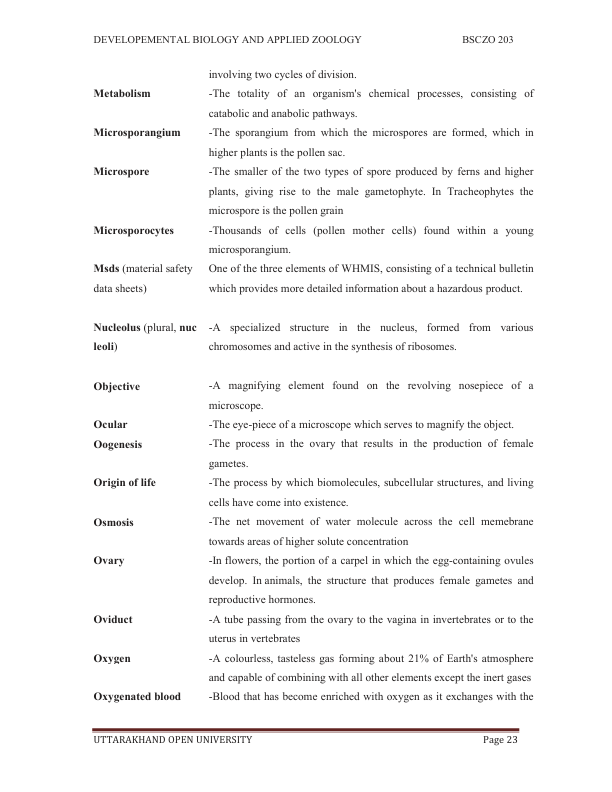 DEVELOPEMENTAL BIOLOGY AND APPLIED ZOOLOGY BSCZO 203
involving two cycles of division.
Metabolism -The totality of an organism's chemical processes, consisting of
catabolic and anabolic pathways.
Microsporangium -The sporangium from which the microspores are formed, which in
higher plants is the pollen sac.
Microspore -The smaller of the two types of spore produced by ferns and higher
plants, giving rise to the male gametophyte. In Tracheophytes the
microspore is the pollen grain
Microsporocytes -Thousands of cells (pollen mother cells) found within a young
microsporangium.
Msds (material safety One of the three elements of WHMIS, consisting of a technical bulletin
data sheets) which provides more detailed information about a hazardous product.
Nucleolus (plural, nuc -A specialized structure in the nucleus, formed from various
leoli) chromosomes and active in the synthesis of ribosomes.
Objective -A magnifying element found on the revolving nosepiece of a
microscope.
Ocular -The eye-piece of a microscope which serves to magnify the object.
Oogenesis -The process in the ovary that results in the production of female
gametes.
Origin of life -The process by which biomolecules, subcellular structures, and living
cells have come into existence.
Osmosis -The net movement of water molecule across the cell memebrane
towards areas of higher solute concentration
Ovary -In flowers, the portion of a carpel in which the egg-containing ovules
develop. In animals, the structure that produces female gametes and
reproductive hormones.
Oviduct -A tube passing from the ovary to the vagina in invertebrates or to the
uterus in vertebrates
Oxygen -A colourless, tasteless gas forming about 21% of Earth's atmosphere
and capable of combining with all other elements except the inert gases
Oxygenated blood -Blood that has become enriched with oxygen as it exchanges with the
UTTARAKHAND OPEN UNIVERSITY Page 23